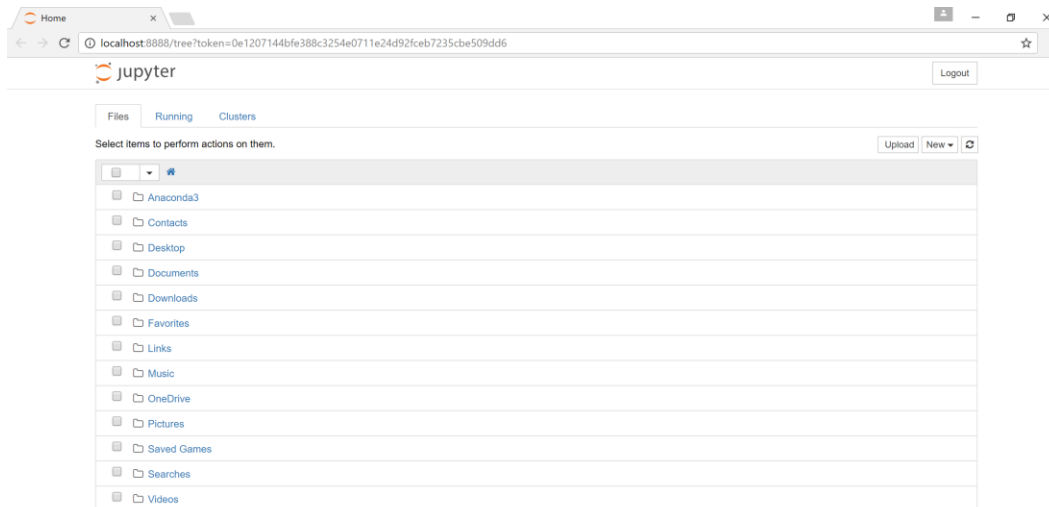 Home
localhost:8888/tree?token=0e1207144bfe388c3254e0711e24d92fceb7235cbe509dd6
jupyter
Logout
Files Running Clusters
Select items to perform actions on them.
Upload New
Anaconda3
Contacts
Desktop
Documents
Downloads
Favorites
Links
Music
OneDrive
Pictures
Saved Games
Searches
Videos